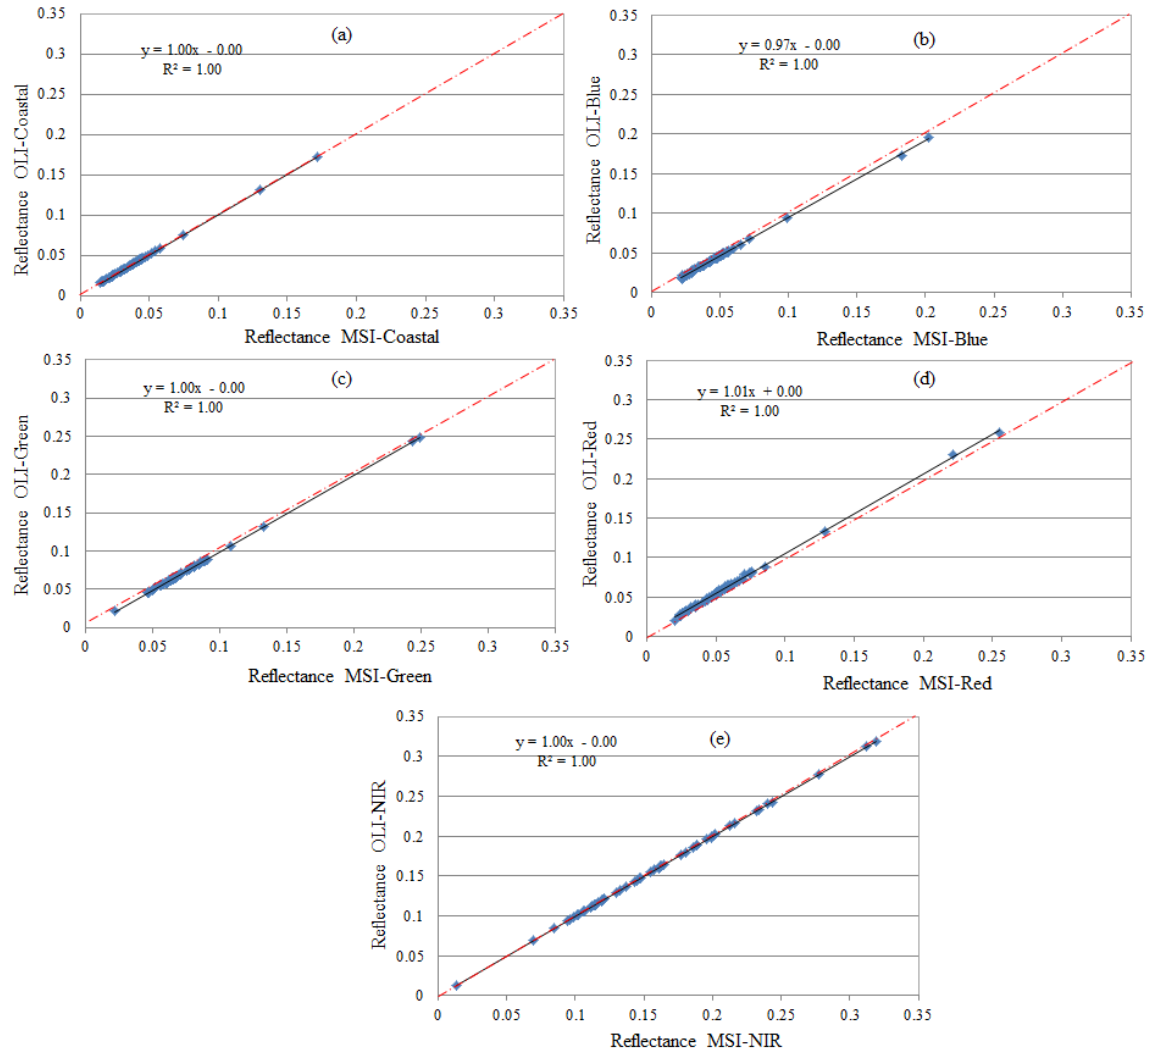 (a)
y = 1.00x - 0.00
R² = 1.00
0.35
0.3
0.25
0.2
0.15
0.1
0.05
0
Reflectance OLI-Coastal
0 0.05 0.1 0.15 0.2 0.25 0.3 0.35
Reflectance MSI-Coastal
(b)
y = 0.97x - 0.00
R² = 1.00
0.35
0.3
0.25
0.2
0.15
0.1
0.05
0
Reflectance OLI-Blue
0 0.05 0.1 0.15 0.2 0.25 0.3 0.35
Reflectance MSI-Blue
(c)
y = 1.00x - 0.00
R² = 1.00
0.35
0.3
0.25
0.2
0.15
0.1
0.05
0
Reflectance OLI-Green
0 0.05 0.1 0.15 0.2 0.25 0.3 0.35
Reflectance MSI-Green
(d)
y = 1.01x + 0.00
R² = 1.00
0.35
0.3
0.25
0.2
0.15
0.1
0.05
0
Reflectance OLI-Red
0 0.05 0.1 0.15 0.2 0.25 0.3 0.35
Reflectance MSI-Red
(e)
y = 1.00x - 0.00
R² = 1.00
0.35
0.3
0.25
0.2
0.15
0.1
0.05
0
Reflectance OLI-NIR
0 0.05 0.1 0.15 0.2 0.25 0.3 0.35
Reflectance MSI-NIR